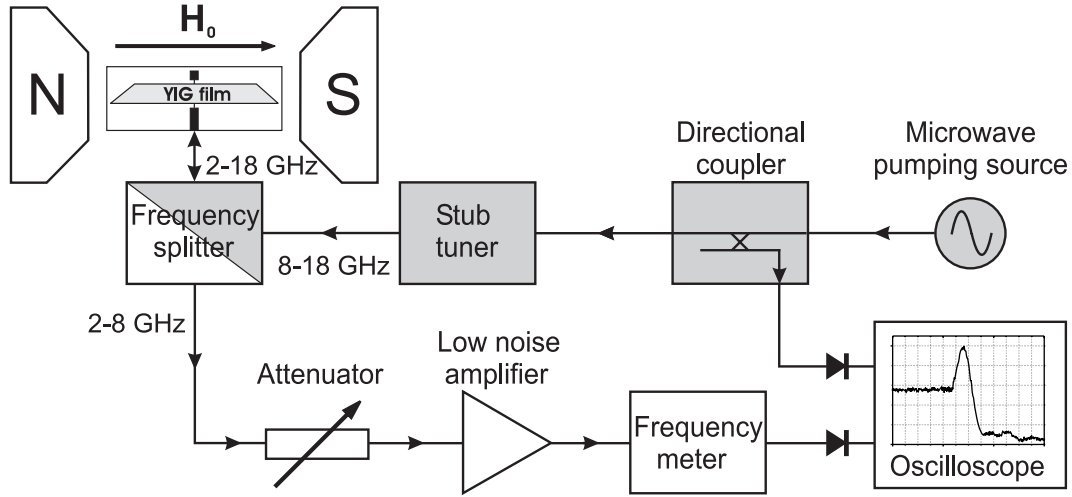 H₀
N
YIG film
S
2-18 GHz
Directional
coupler
Microwave
pumping source
Frequency
splitter
Stub
tuner
8-18 GHz
2-8 GHz
Attenuator
Low noise
amplifier
Frequency
meter
Oscilloscope